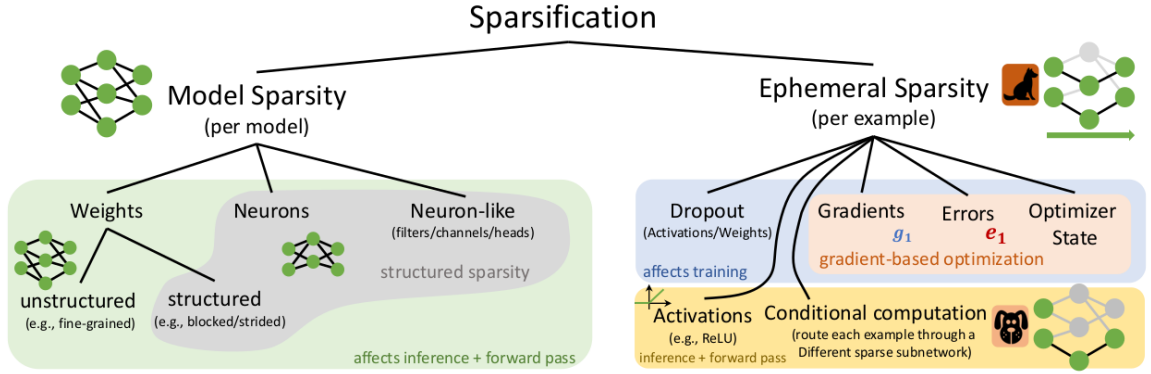 Sparsification
Model Sparsity
(per model)
Ephemeral Sparsity
(per example)
Weights
Neurons
Neuron-like
(filters/channels/heads)
structured sparsity
unstructured
(e.g., fine-grained)
structured
(e.g., blocked/strided)
affects inference + forward pass
Dropout
(Activations/Weights)
affects training
Gradients
g₁
Errors
e₁
Optimizer
State
gradient-based optimization
Activations
(e.g., ReLU)
inference + forward pass
Conditional computation
(route each example through a
Different sparse subnetwork)